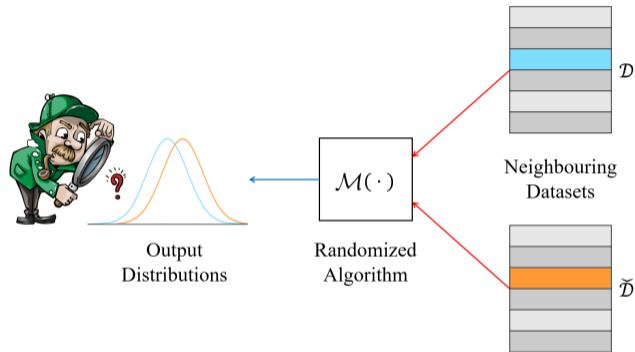 ?
Output
Distributions
ℳ(·)
Randomized
Algorithm
𝒟
Neighbouring
Datasets
𝒟̆